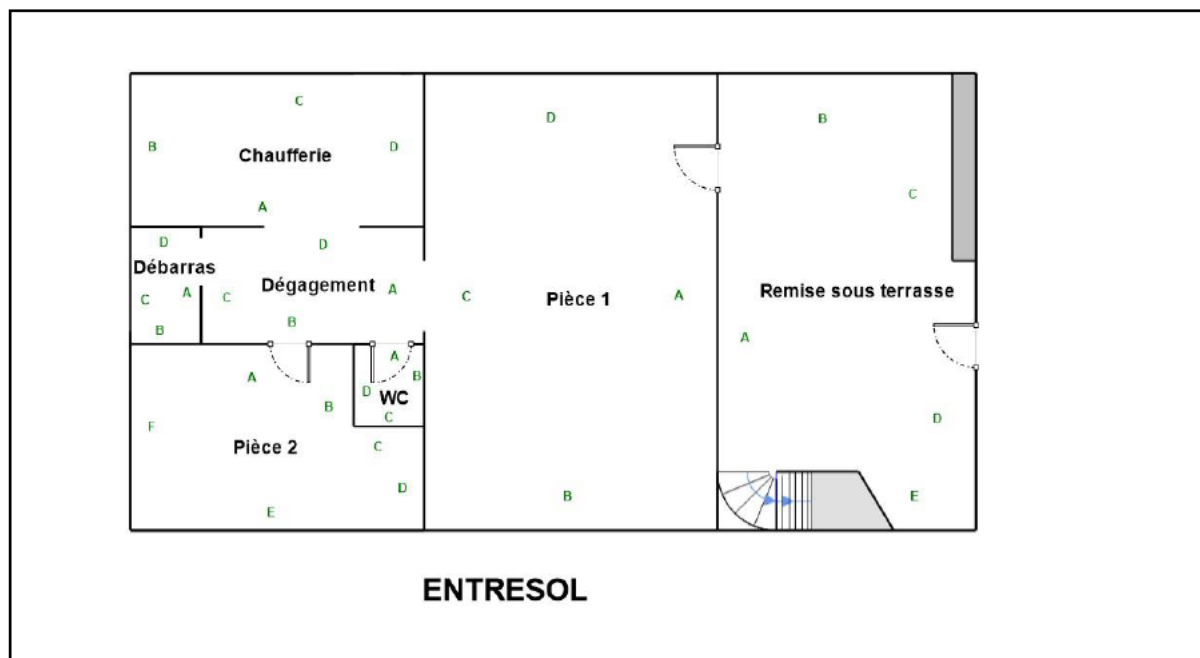 C
D
B
B
Chaufferie
D
C
A
D
D
Débarras
Dégagement
A
C
A
C
C
Pièce 1
A
Remise sous terrasse
B
B
A
A
A
B
D
WC
B
C
F
D
Pièce 2
C
D
B
E
E
ENTRESOL